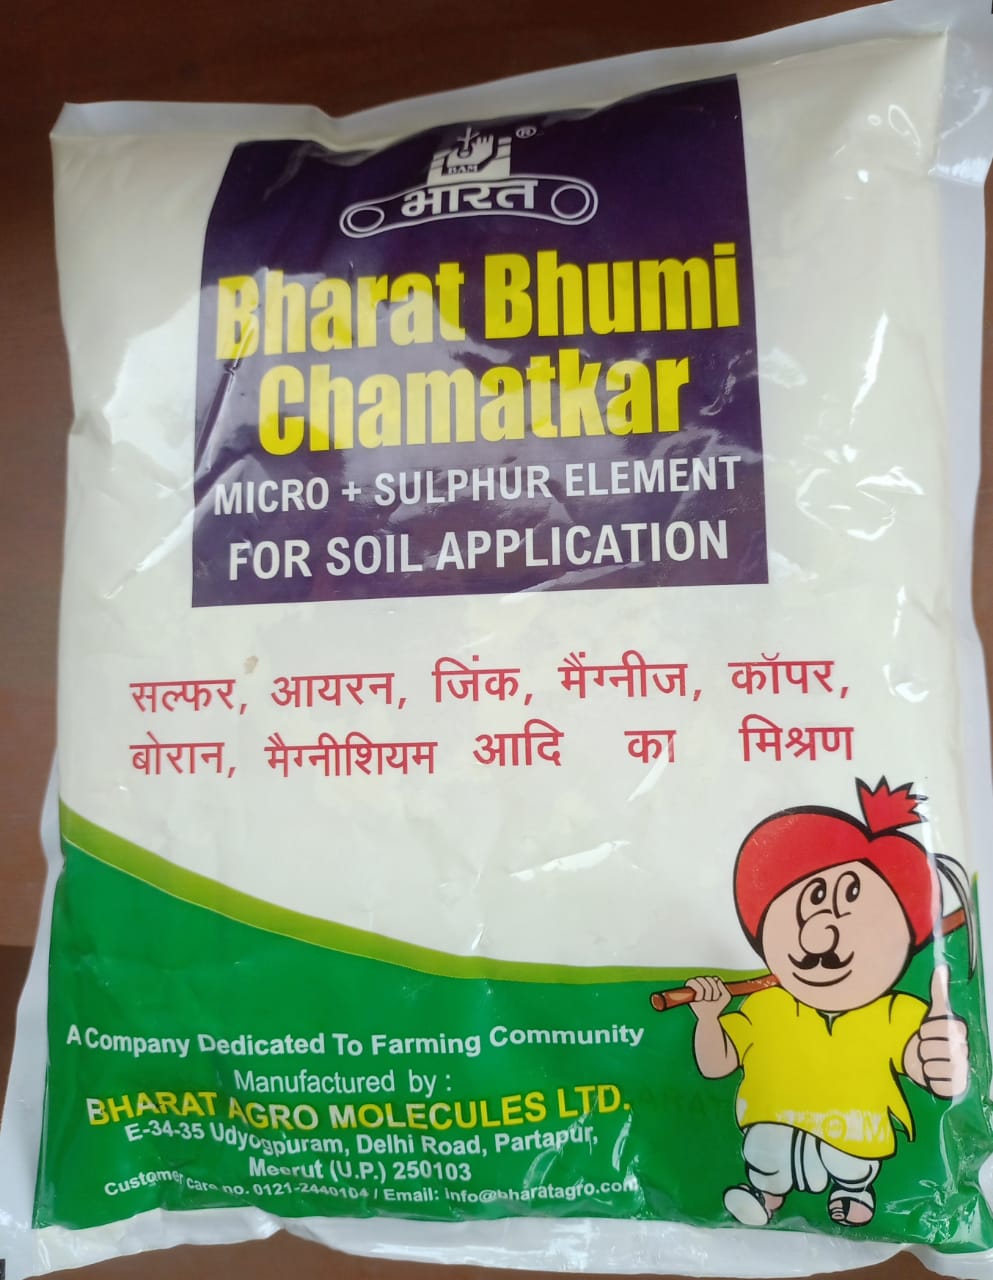 ®
BAM
भारत
Bharat Bhumi
Chamatkar
MICRO + SULPHUR ELEMENT
FOR SOIL APPLICATION
सल्फर, आयरन, जिंक, मैंग्नीज, कॉपर,
बोरान, मैग्नीशियम आदि का मिश्रण
A Company Dedicated To Farming Community
Manufactured by :
BHARAT AGRO MOLECULES LTD.
E-34-35 Udyogpuram, Delhi Road, Partapur,
Meerut (U.P.) 250103
Customer care no. 0121-2440104 / Email: info@bharatagro.com